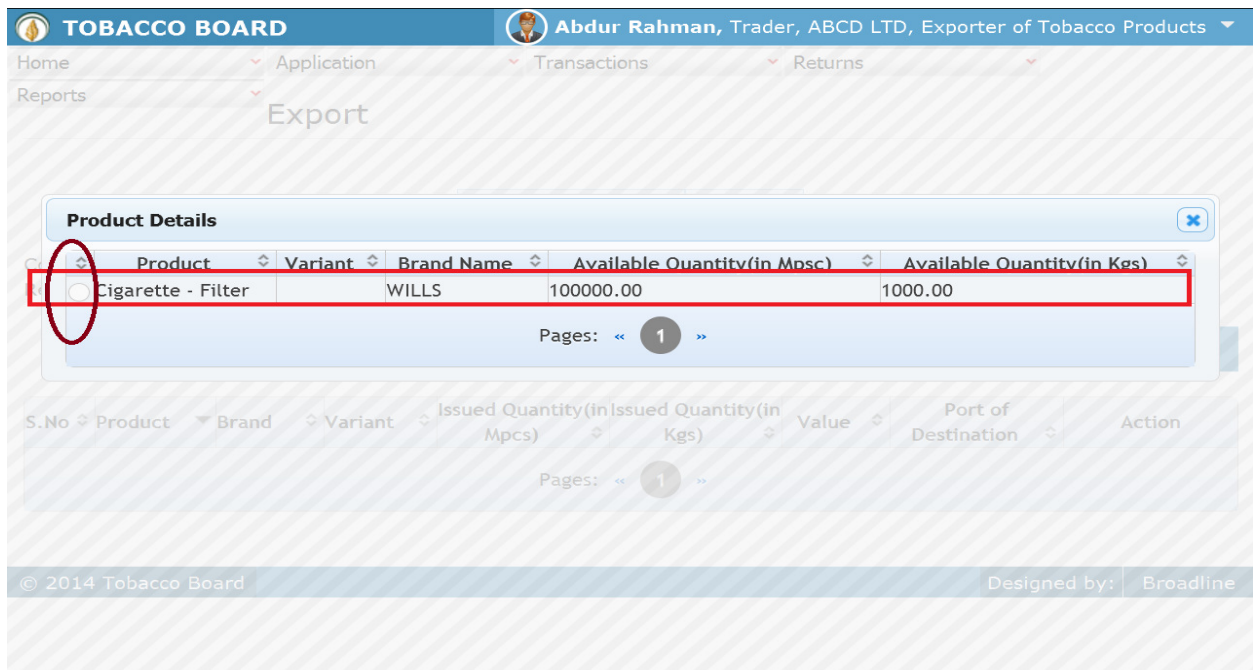 TOBACCO BOARD
Abdur Rahman, Trader, ABCD LTD, Exporter of Tobacco Products
Home Application Transactions Returns
Reports
Export
Product Details
Product Variant Brand Name Available Quantity(in Mpsc) Available Quantity(in Kgs)
Cigarette - Filter WILLS 100000.00 1000.00
Pages: « 1 »
S.No Product Brand Variant Issued Quantity(in Mpcs) Issued Quantity(in Kgs) Value Port of Destination Action
Pages: « 1 »
© 2014 Tobacco Board Designed by: Broadline